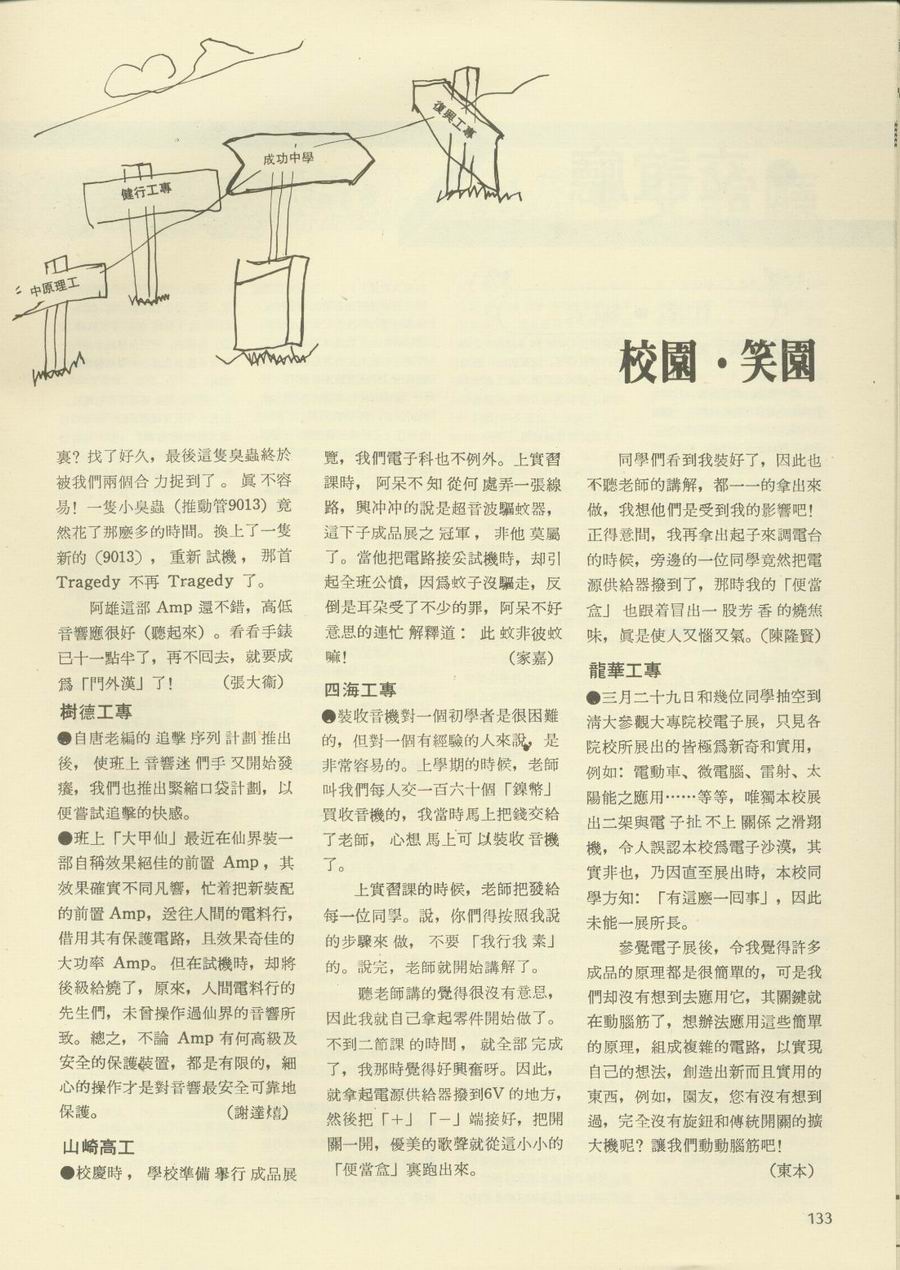 復興工專
成功中學
健行工專
中原理工
校園・笑園
裏？找了好久，最後這隻臭蟲終於
被我們兩個合力捉到了。眞不容
易！一隻小臭蟲（推動管9013）竟
然花了那麽多的時間。換上了一隻
新的（9013），重新試機，那首
Tragedy 不再 Tragedy 了。
阿雄這部 Amp 還不錯，高低
音響應很好（聽起來）。看看手錶
已十一點半了，再不回去，就要成
爲「門外漢」了！（張大衞）
樹德工專
●自唐老編的追擊序列計劃推出
後，使班上音響迷們手又開始發
癢，我們也推出緊縮口袋計劃，以
便嘗試追擊的快感。
●班上「大甲仙」最近在仙界裝一
部自稱效果絕佳的前置 Amp，其
效果確實不同凡響，忙着把新裝配
的前置 Amp，送往人間的電料行，
借用其有保護電路，且效果奇佳的
大功率 Amp。但在試機時，却將
後級給燒了，原來，人間電料行的
先生們，未曾操作過仙界的音響所
致。總之，不論 Amp 有何高級及
安全的保護裝置，都是有限的，細
心的操作才是對音響最安全可靠地
保護。（謝達熺）
山崎高工
●校慶時，學校準備舉行成品展
覽，我們電子科也不例外。上實習
課時，阿呆不知從何處弄一張線
路，興冲冲的說是超音波驅蚊器，
這下子成品展之冠軍，非他莫屬
了。當他把電路接妥試機時，却引
起全班公憤，因爲蚊子沒驅走，反
倒是耳朶受了不少的罪，阿呆不好
意思的連忙解釋道：此蚊非彼蚊
嘛！（家嘉）
四海工專
●裝收音機對一個初學者是很困難
的，但對一個有經驗的人來說，是
非常容易的。上學期的時候，老師
叫我們每人交一百六十個「鎳幣」
買收音機的，我當時馬上把錢交給
了老師，心想馬上可以裝收音機
了。
上實習課的時候，老師把發給
每一位同學。說，你們得按照我說
的步驟來做，不要「我行我素」
的。說完，老師就開始講解了。
聽老師講的覺得很沒有意思，
因此我就自己拿起零件開始做了。
不到二節課的時間，就全部完成
了，我那時覺得好興奮呀。因此，
就拿起電源供給器撥到6V的地方，
然後把「＋」「－」端接好，把開
關一開，優美的歌聲就從這小小的
「便當盒」裏跑出來。
同學們看到我裝好了，因此也
不聽老師的講解，都一一的拿出來
做，我想他們是受到我的影響吧！
正得意間，我再拿出起子來調電台
的時候，旁邊的一位同學竟然把電
源供給器撥到了，那時我的「便當
盒」也跟着冒出一股芳香的燒焦
味，眞是使人又惱又氣。（陳隆賢）
龍華工專
●三月二十九日和幾位同學抽空到
清大參觀大專院校電子展，只見各
院校所展出的皆極爲新奇和實用，
例如：電動車、微電腦、雷射、太
陽能之應用……等等，唯獨本校展
出二架與電子扯不上關係之滑翔
機，令人誤認本校爲電子沙漠，其
實非也，乃因直至展出時，本校同
學方知：「有這麽一回事」，因此
未能一展所長。
參覺電子展後，令我覺得許多
成品的原理都是很簡單的，可是我
們却沒有想到去應用它，其關鍵就
在動腦筋了，想辦法應用這些簡單
的原理，組成複雜的電路，以實現
自己的想法，創造出新而且實用的
東西，例如，園友，您有沒有想到
過，完全沒有旋鈕和傳統開關的擴
大機呢？讓我們動動腦筋吧！
（東本）
133